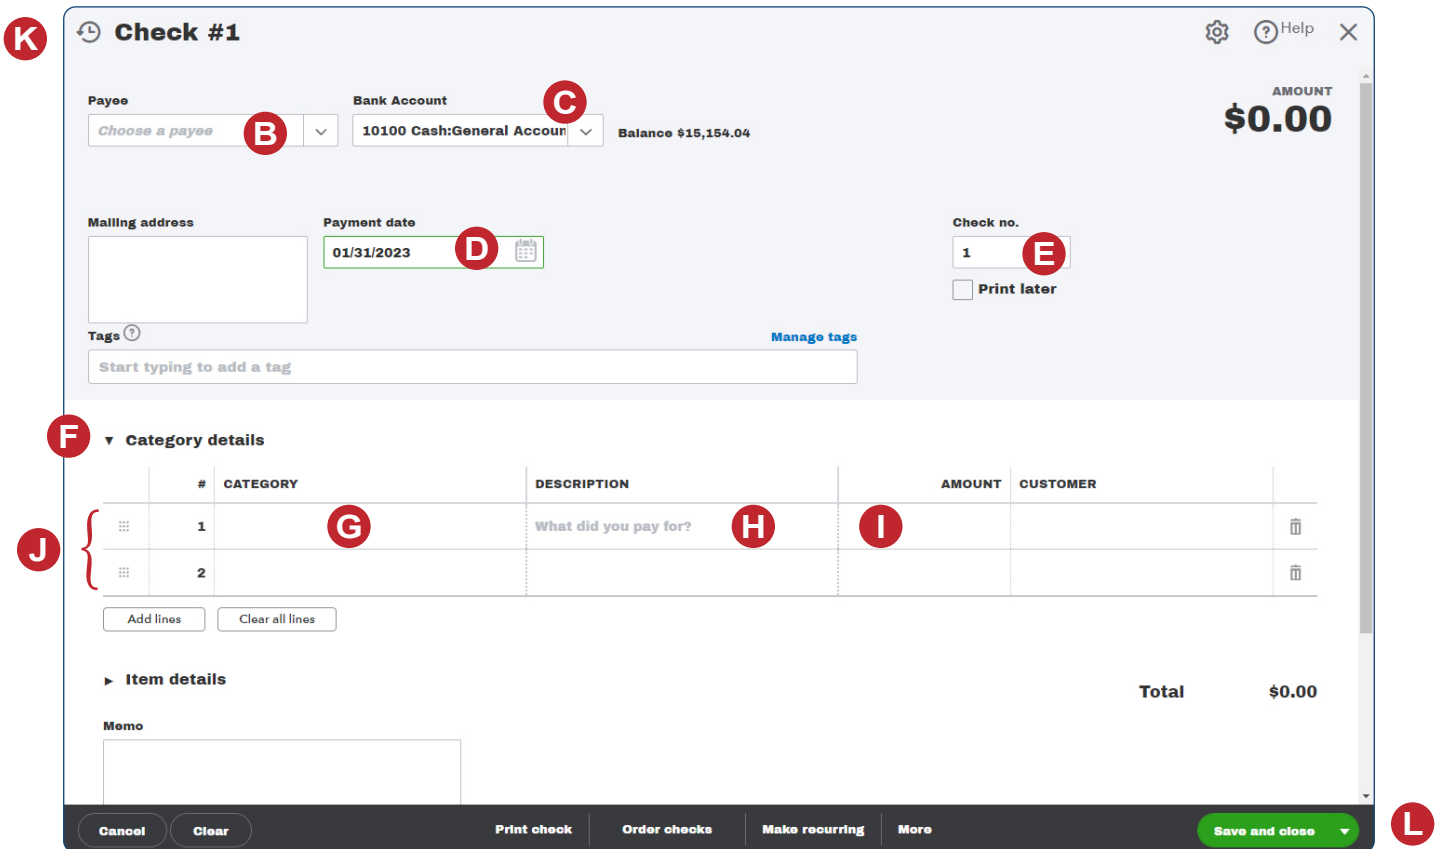 K
Check #1
Help
Payee
Bank Account
C
AMOUNT
$0.00
Choose a payee
B
10100 Cash:General Accoun
Balance $15,154.04
Mailing address
Payment date
Check no.
01/31/2023
D
1
E
Print later
Tags
Manage tags
Start typing to add a tag
F
Category details
# CATEGORY DESCRIPTION AMOUNT CUSTOMER
J
1 G What did you pay for? H I
2
Add lines
Clear all lines
Item details
Total $0.00
Memo
Cancel
Clear
Print check
Order checks
Make recurring
More
Save and close
L